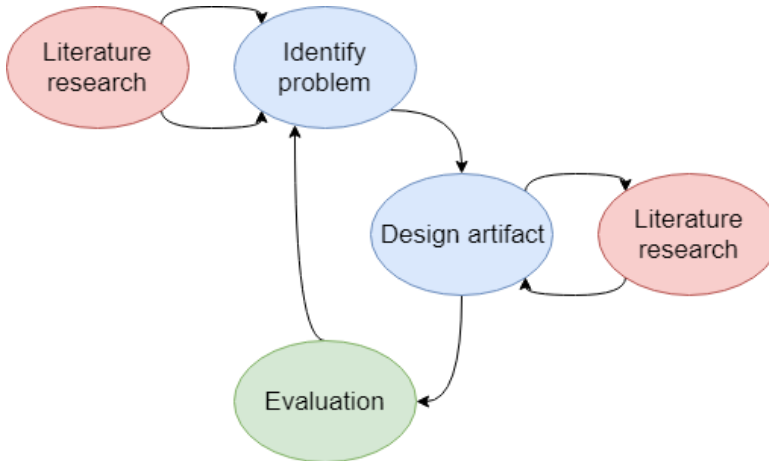 Literature
research
Identify
problem
Design artifact
Literature
research
Evaluation